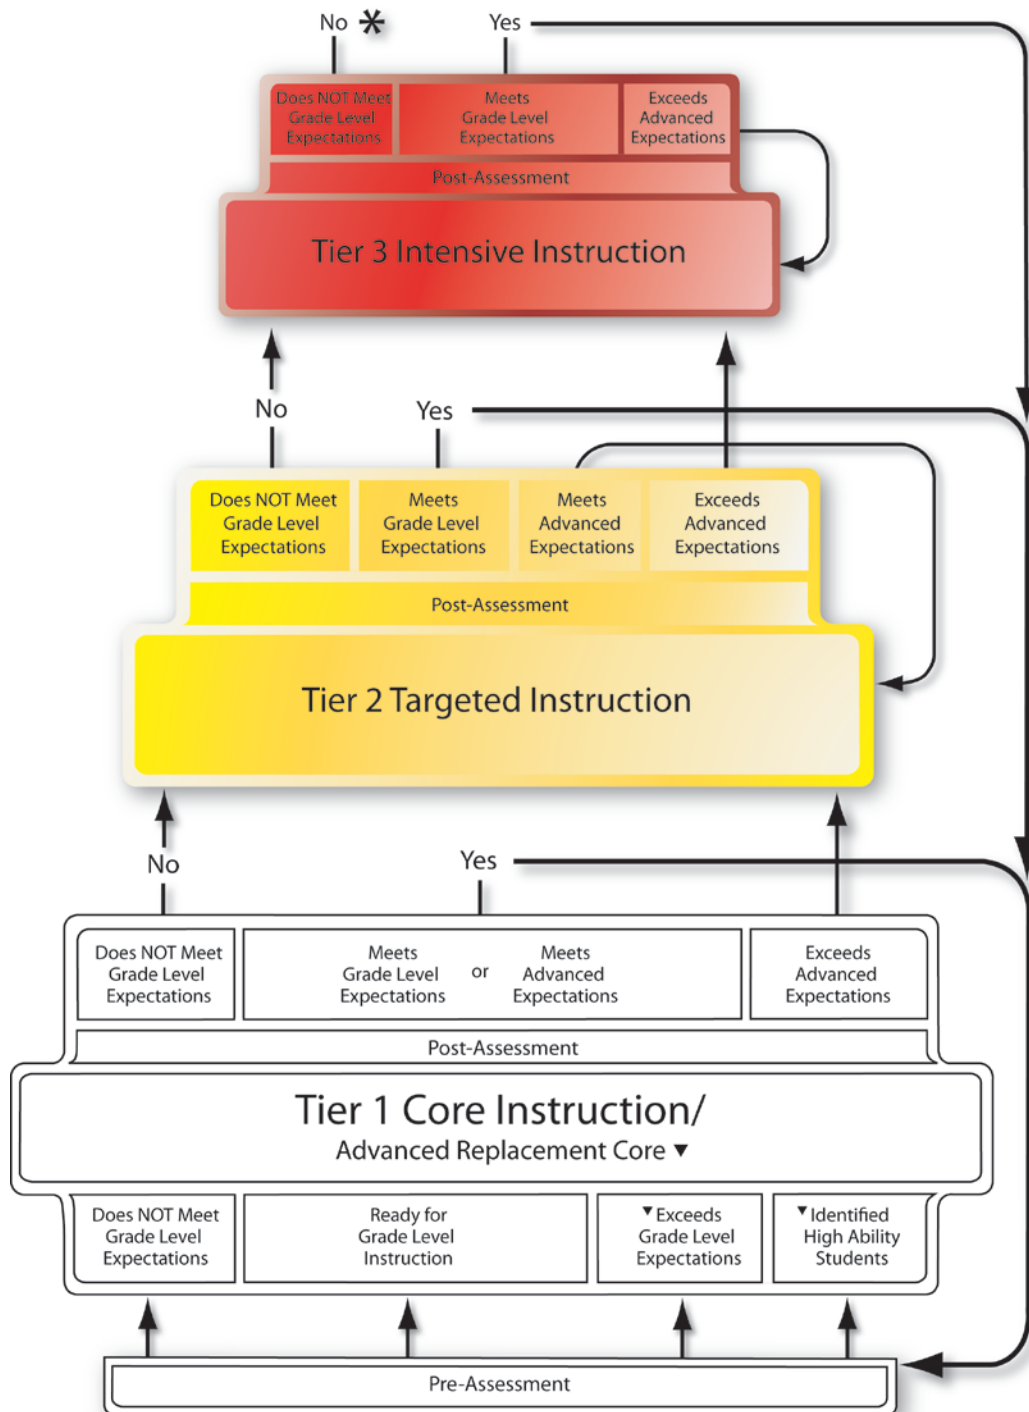 No *
Yes
Does NOT Meet
Grade Level
Expectations
Meets
Grade Level
Expectations
Exceeds
Advanced
Expectations
Post-Assessment
Tier 3 Intensive Instruction
No
Yes
Does NOT Meet
Grade Level
Expectations
Meets
Grade Level
Expectations
Meets
Advanced
Expectations
Exceeds
Advanced
Expectations
Post-Assessment
Tier 2 Targeted Instruction
No
Yes
Does NOT Meet
Grade Level
Expectations
Meets
Grade Level
Expectations
or
Meets
Advanced
Expectations
Exceeds
Advanced
Expectations
Post-Assessment
Tier 1 Core Instruction/
Advanced Replacement Core ▼
Does NOT Meet
Grade Level
Expectations
Ready for
Grade Level
Instruction
▼ Exceeds
Grade Level
Expectations
▼ Identified
High Ability
Students
Pre-Assessment